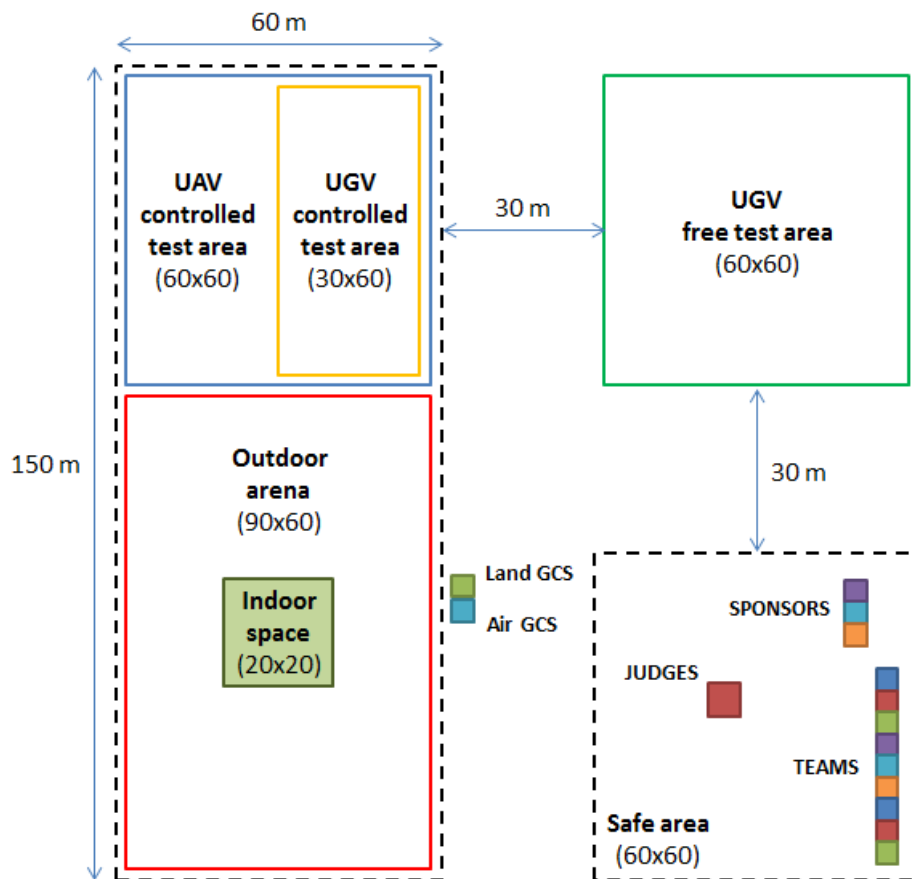 60 m
UAV
controlled
test area
(60x60)
UGV
controlled
test area
(30x60)
30 m
UGV
free test area
(60x60)
150 m
Outdoor
arena
(90x60)
30 m
Indoor
space
(20x20)
Land GCS
Air GCS
SPONSORS
JUDGES
TEAMS
Safe area
(60x60)